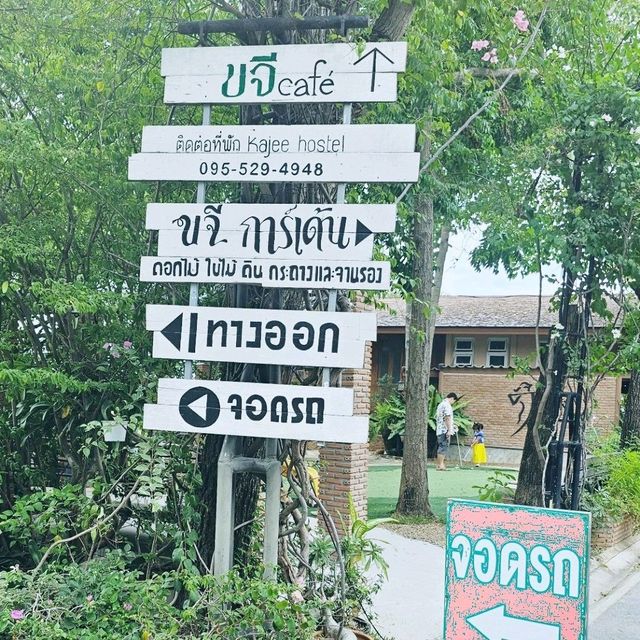 ขจี café
ติดต่อที่พัก Kajee hostel
095-529-4948
ขจี การ์เด้น
ดอกไม้ ใบไม้ ดิน กระถางและจานรอง
ทางออก
จอดรถ
จอดรถ